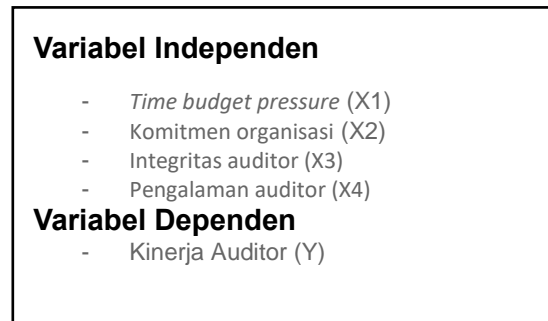 Variabel Independen
- Time budget pressure (X1)
- Komitmen organisasi (X2)
- Integritas auditor (X3)
- Pengalaman auditor (X4)
Variabel Dependen
- Kinerja Auditor (Y)